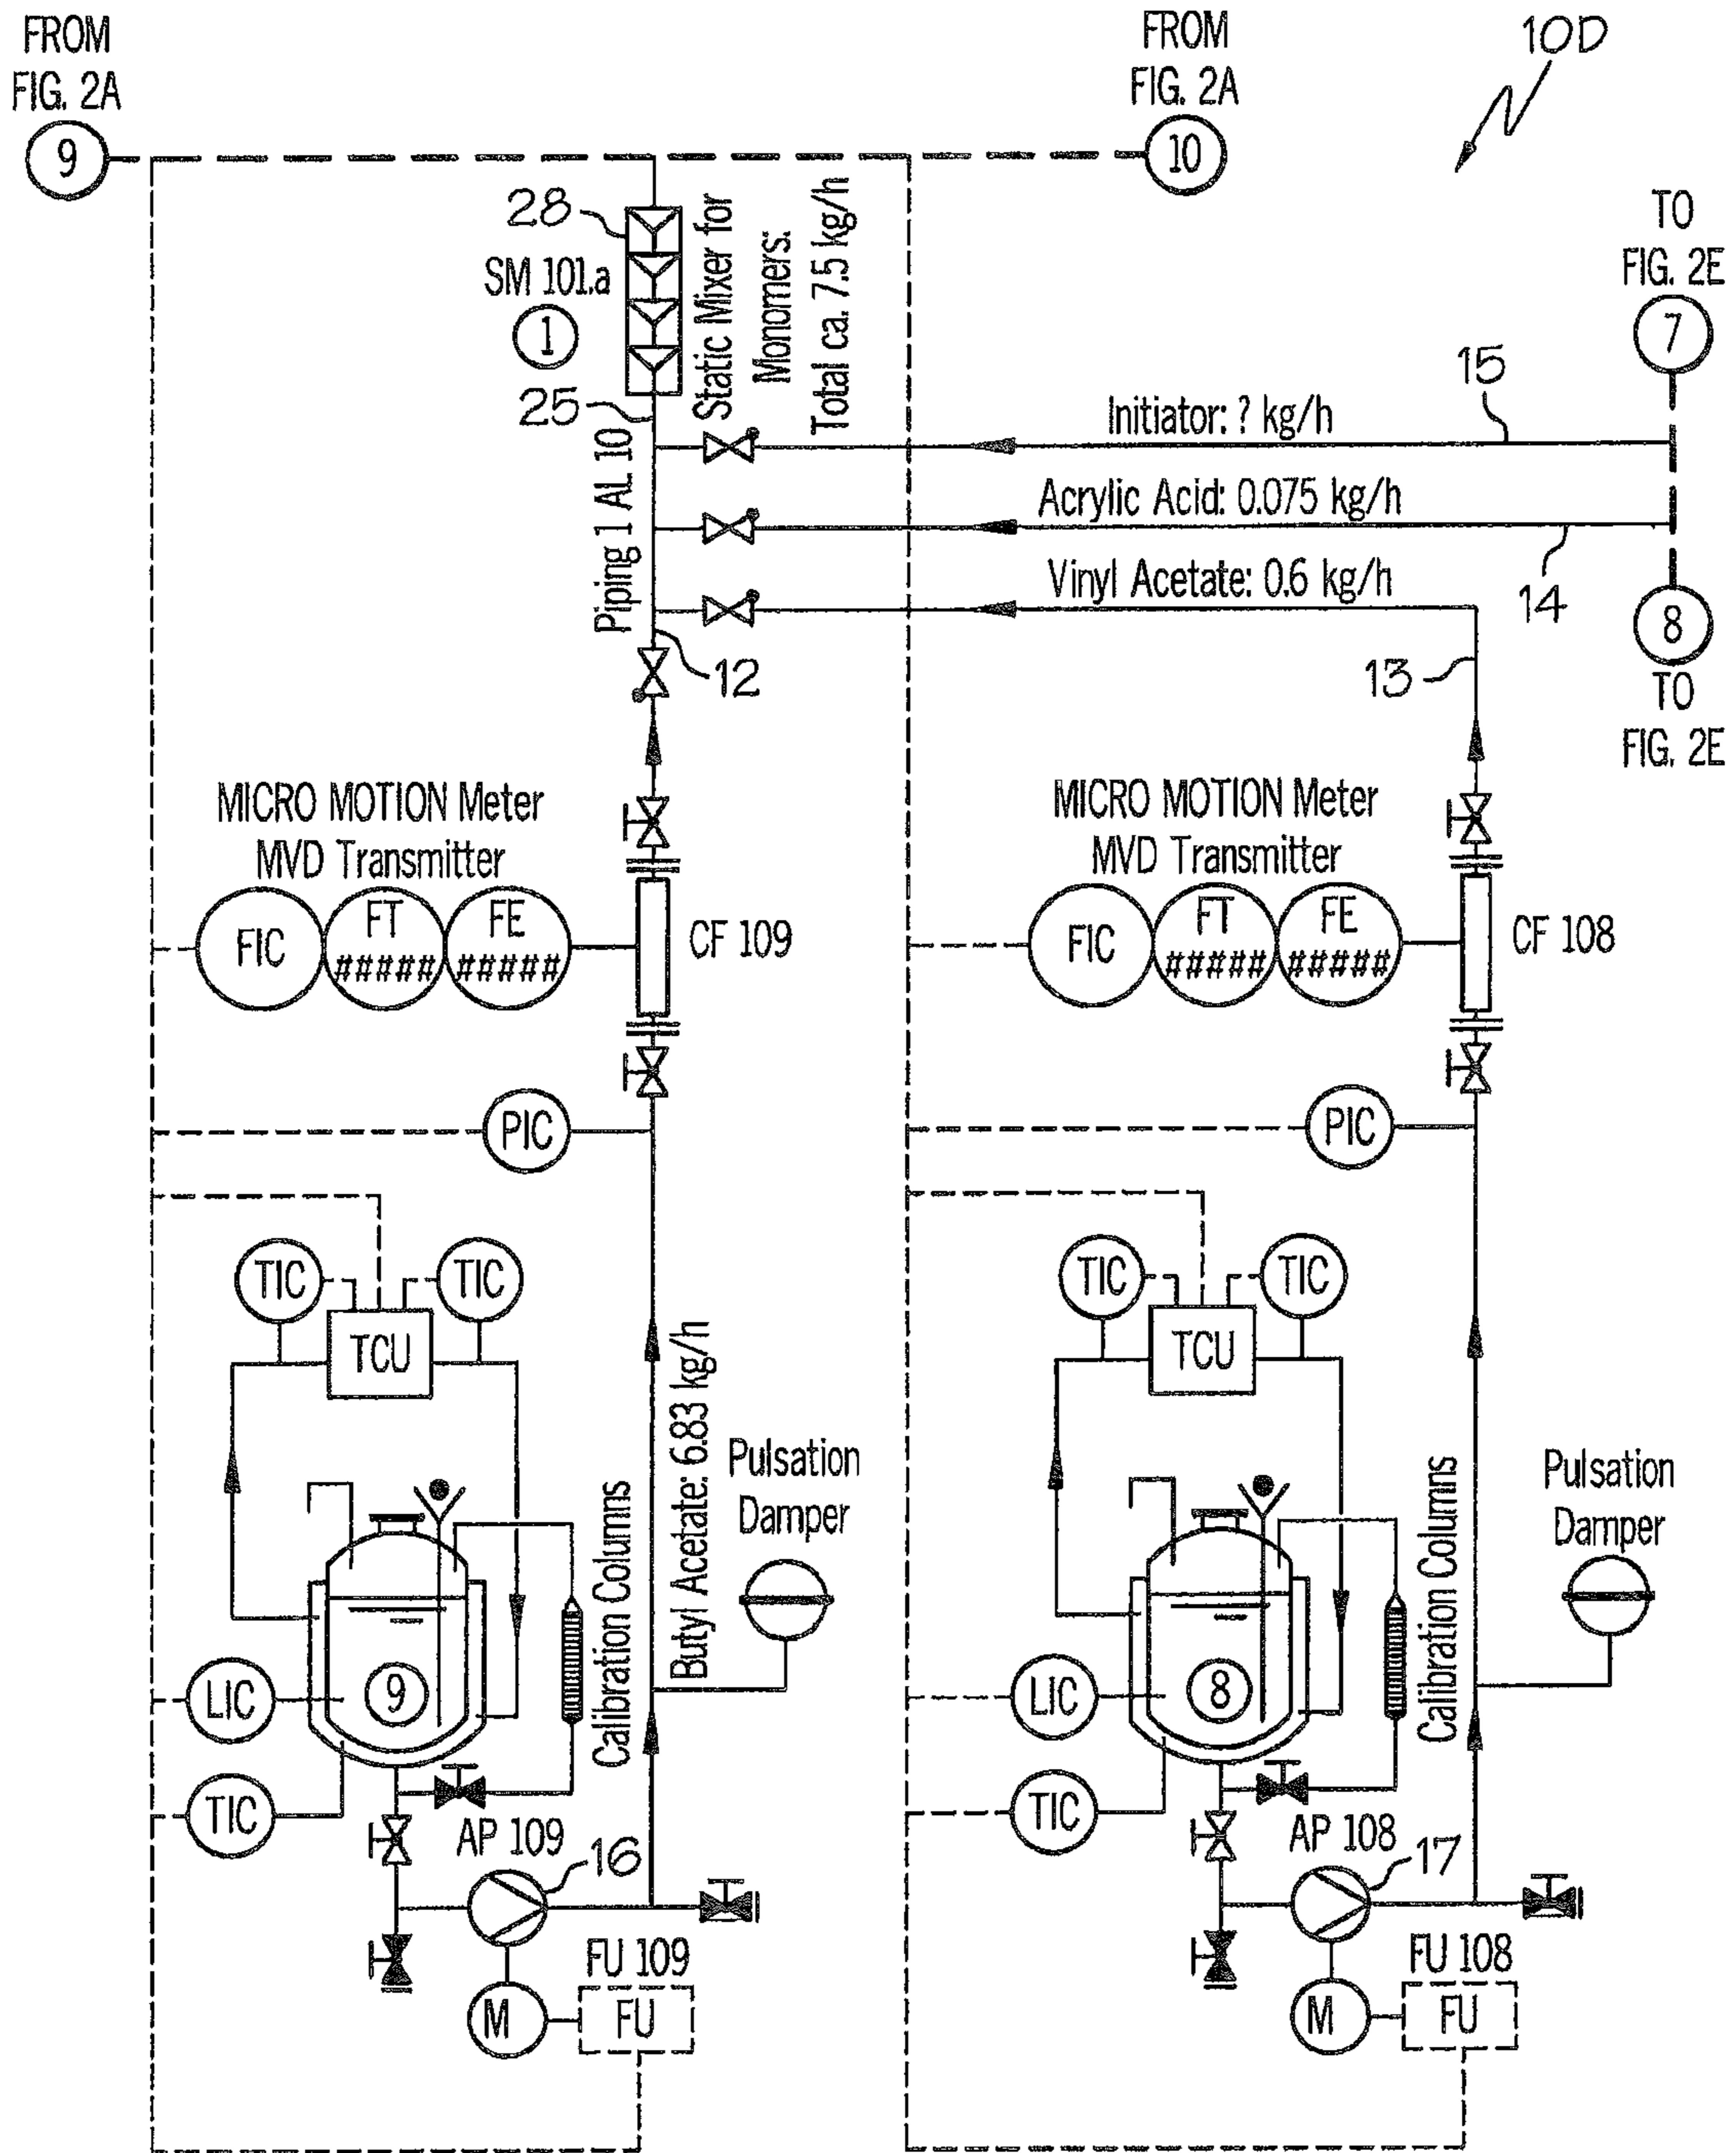 FROM
FIG. 2A
9
FROM
FIG. 2A
10
10D
TO
FIG. 2E
7
28
SM 101.a
1
25
Static Mixer for
Monomers:
Total ca. 7.5 kg/h
Piping 1 AL 10
Initiator: ? kg/h
15
Acrylic Acid: 0.075 kg/h
14
Vinyl Acetate: 0.6 kg/h
8
TO
FIG. 2E
12
13
MICRO MOTION Meter
MVD Transmitter
FIC
FT
#####
FE
#####
CF 109
MICRO MOTION Meter
MVD Transmitter
FIC
FT
#####
FE
#####
CF 108
PIC
PIC
TIC
TIC
TCU
TIC
TIC
TCU
Butyl Acetate: 6.83 kg/h
Calibration Columns
Pulsation
Damper
Calibration Columns
Pulsation
Damper
LIC
9
LIC
8
TIC
AP 109
16
TIC
AP 108
17
FU 109
M
FU
FU 108
M
FU